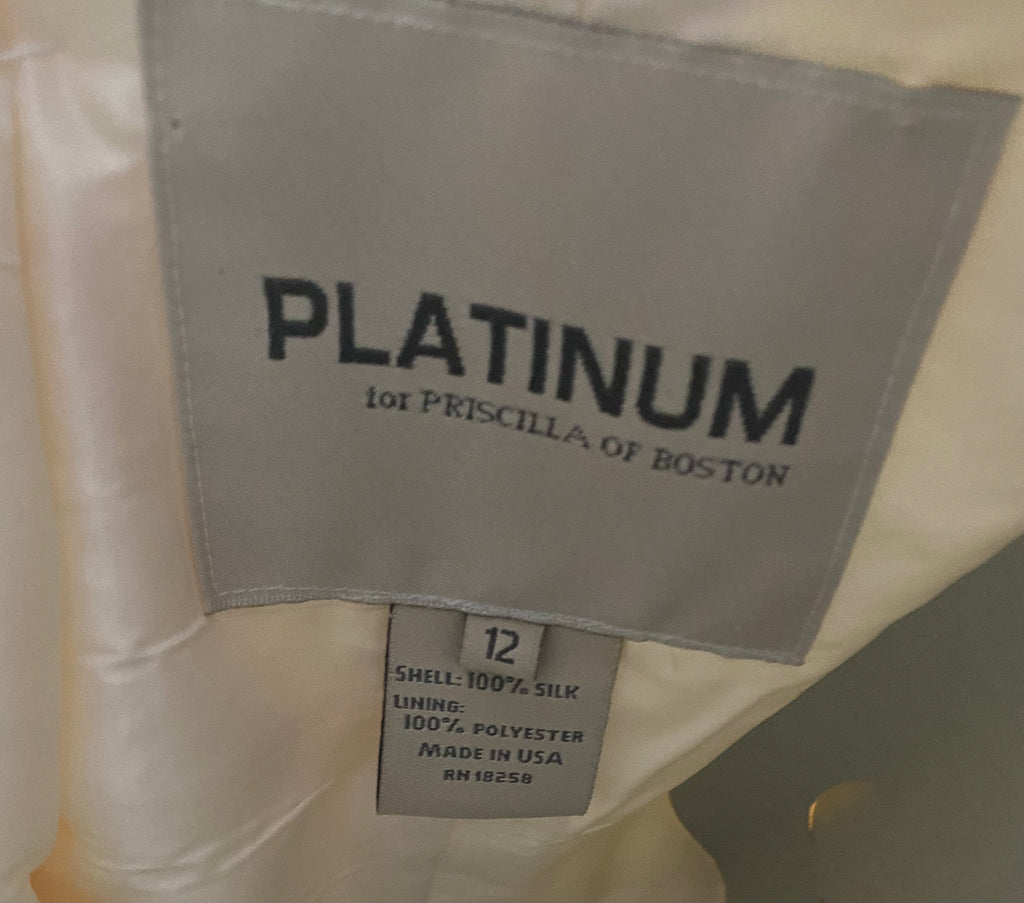 PLATINUM
for PRISCILLA OF BOSTON
12
SHELL: 100% SILK
LINING:
100% POLYESTER
MADE IN USA
RN 18258